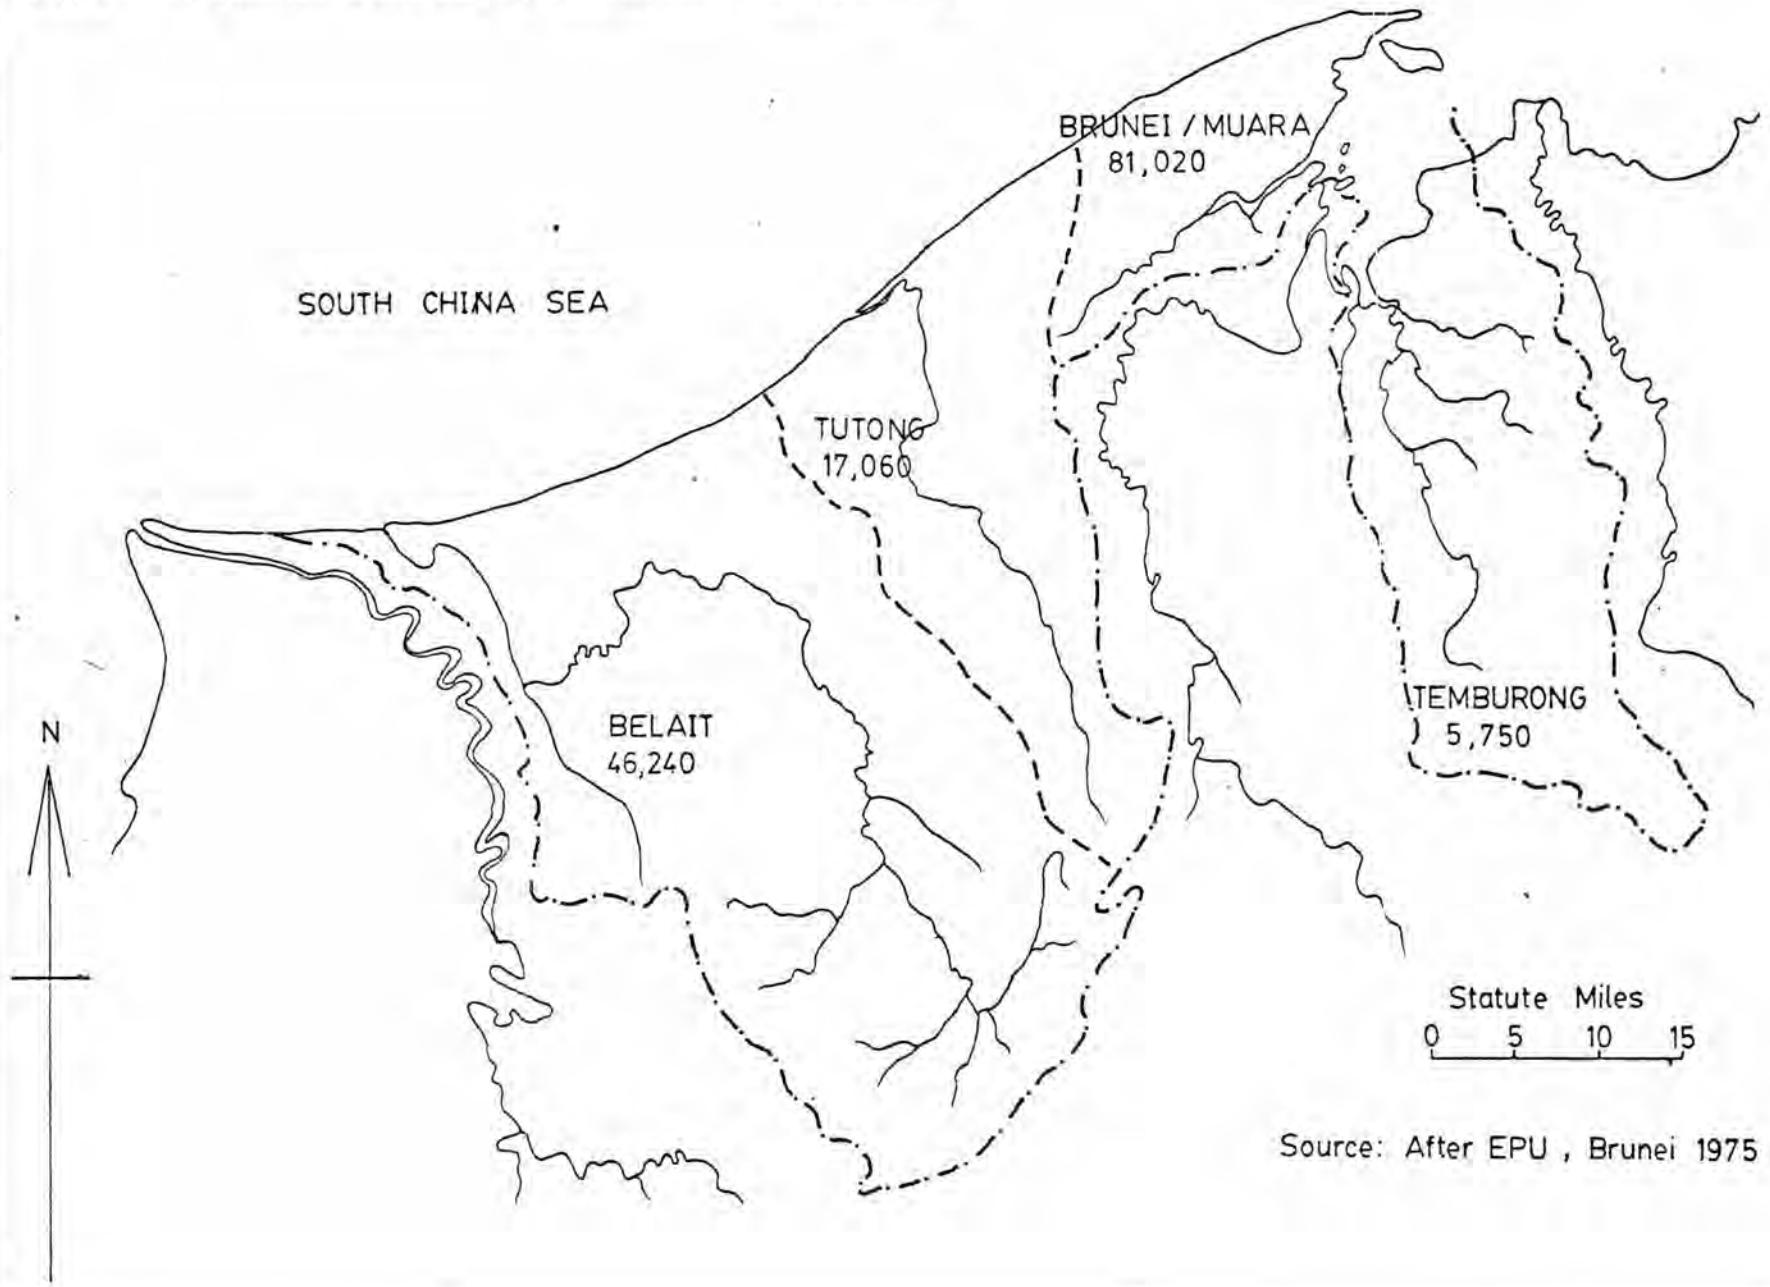 BRUNEI / MUARA
81,020
SOUTH CHINA SEA
TUTONG
17,060
BELAIT
46,240
TEMBURONG
5,750
N
Statute Miles
0 5 10 15
Source: After EPU , Brunei 1975